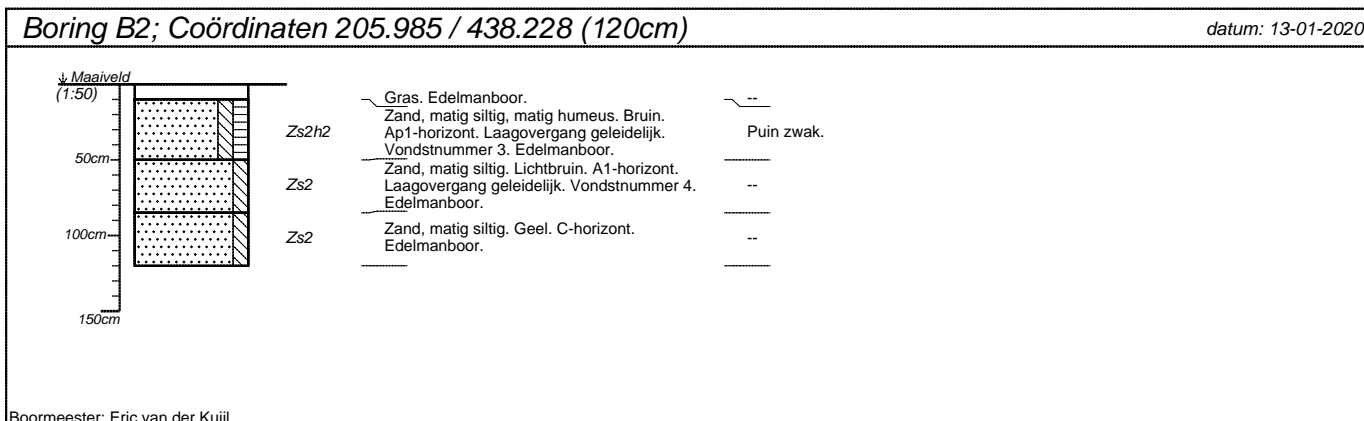 Boring B2; Coördinaten 205.985 / 438.228 (120cm)
datum: 13-01-2020
Maaiveld
(1:50)
Gras. Edelmanboor.
--
Zs2h2
Zand, matig siltig, matig humeus. Bruin.
Ap1-horizont. Laagovergang geleidelijk.
Vondstnummer 3. Edelmanboor.
Puin zwak.
50cm
Zs2
Zand, matig siltig. Lichtbruin. A1-horizont.
Laagovergang geleidelijk. Vondstnummer 4.
Edelmanboor.
--
100cm
Zs2
Zand, matig siltig. Geel. C-horizont.
Edelmanboor.
--
150cm
Boormeester: Eric van der Kuijl